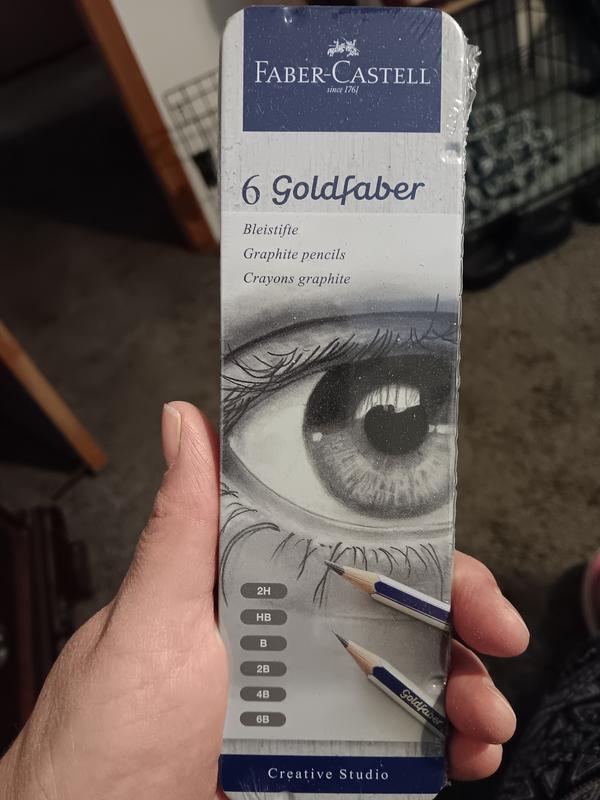 FABER-CASTELL
since 1761
6 Goldfaber
Bleistifte
Graphite pencils
Crayons graphite
2H
HB
B
2B
4B
6B
Goldfaber
Creative Studio